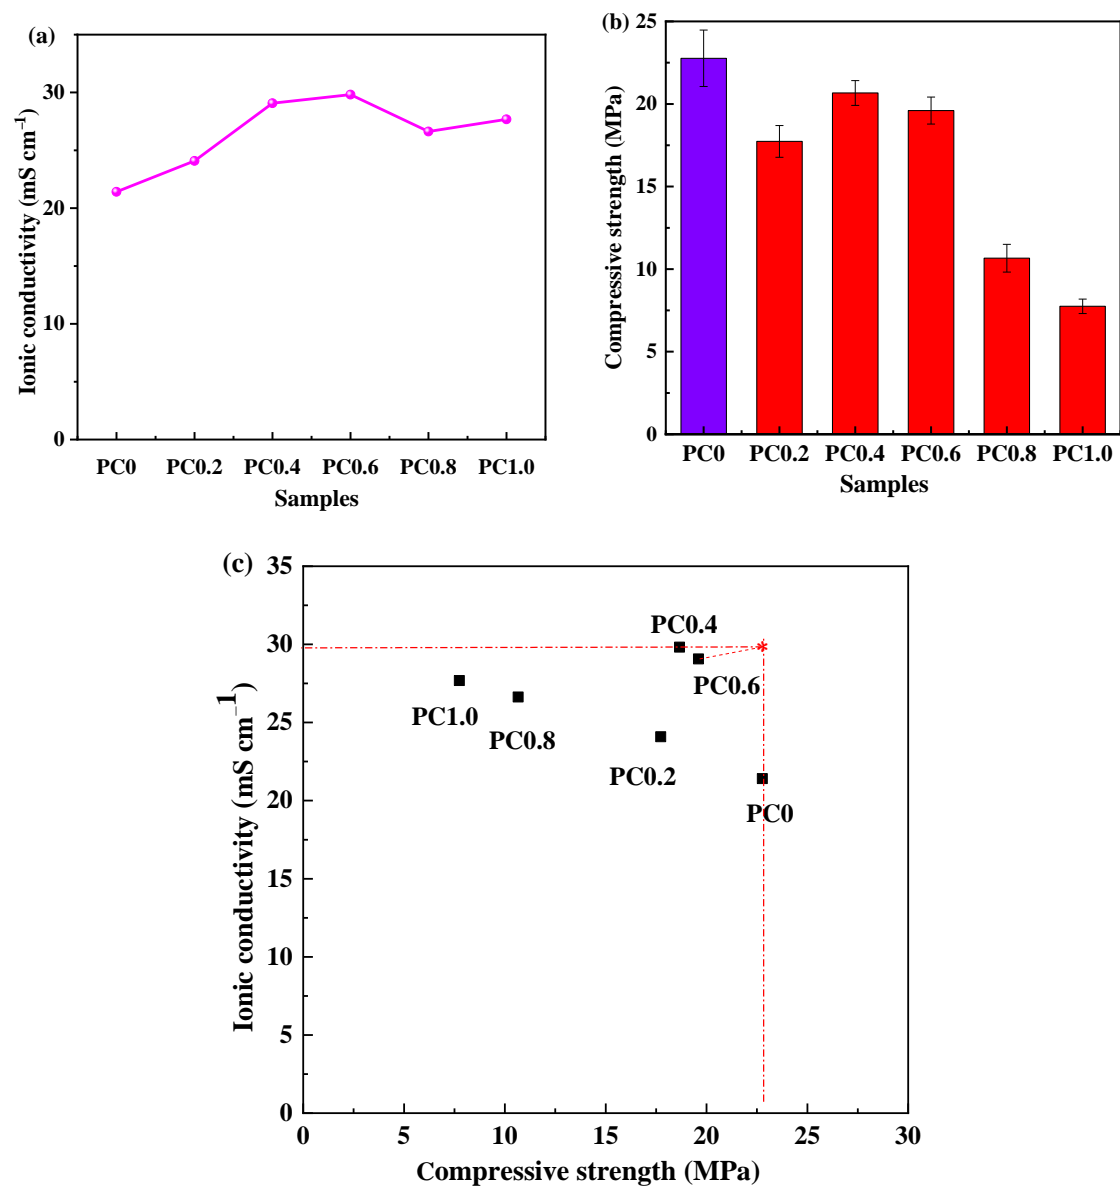 (a)
Ionic conductivity (mS cm⁻¹)
30
20
10
0
PC0 PC0.2 PC0.4 PC0.6 PC0.8 PC1.0
Samples
(b)
Compressive strength (MPa)
25
20
15
10
5
0
PC0 PC0.2 PC0.4 PC0.6 PC0.8 PC1.0
Samples
(c)
Ionic conductivity (mS cm⁻¹)
35
30
25
20
15
10
5
0
PC0.4
PC0.6
PC1.0
PC0.8
PC0.2
PC0
*
0 5 10 15 20 25 30
Compressive strength (MPa)